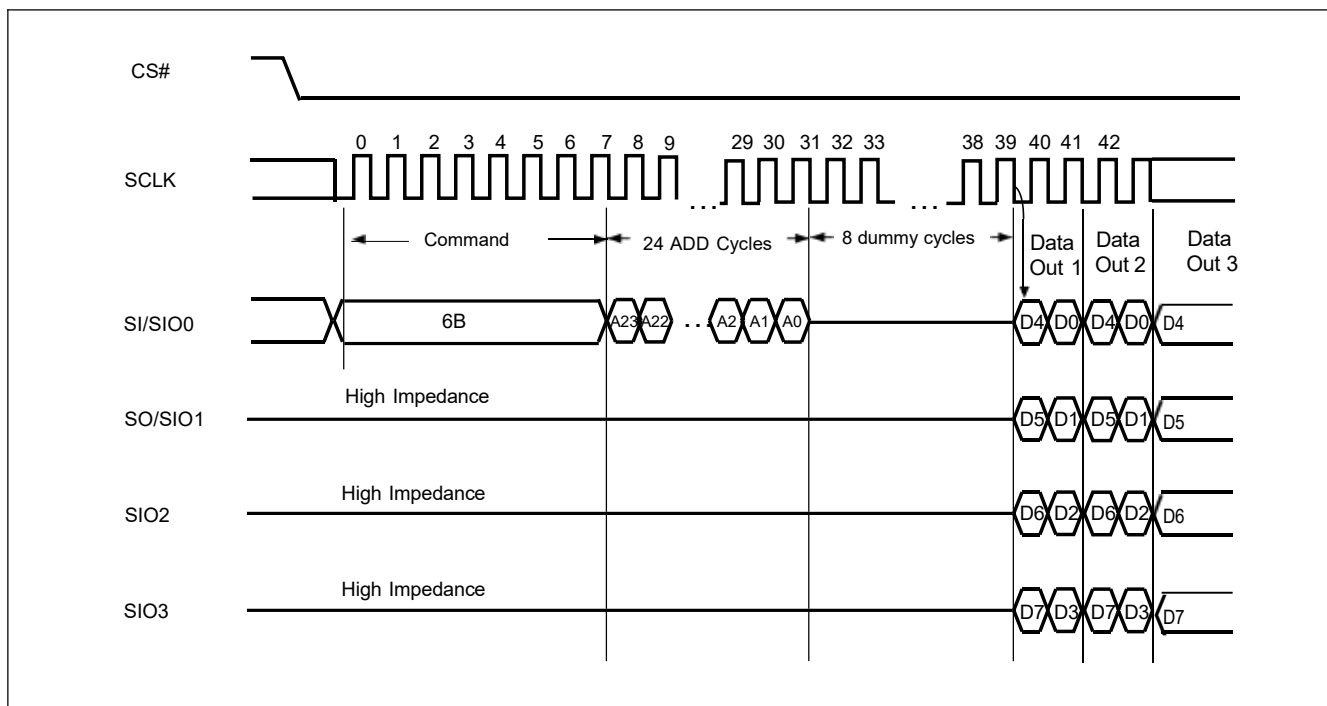 CS#
0 1 2 3 4 5 6 7 8 9 29 30 31 32 33 38 39 40 41 42
SCLK
... ...
Command 24 ADD Cycles 8 dummy cycles Data Out 1 Data Out 2 Data Out 3
SI/SIO0 6B A23 A22 ... A2 A1 A0 D4 D0 D4 D0 D4
High Impedance
SO/SIO1 D5 D1 D5 D1 D5
High Impedance
SIO2 D6 D2 D6 D2 D6
High Impedance
SIO3 D7 D3 D7 D3 D7